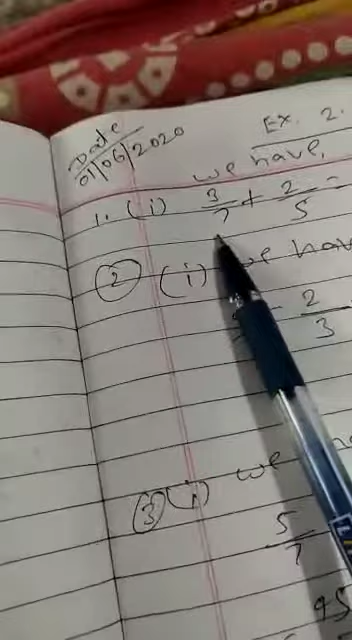 Date
01/06/2020
Ex. 2.
we have,
1. (i) 3/7 + 2/5 =
② (i) we have
2/3
③ (i) we
5/7